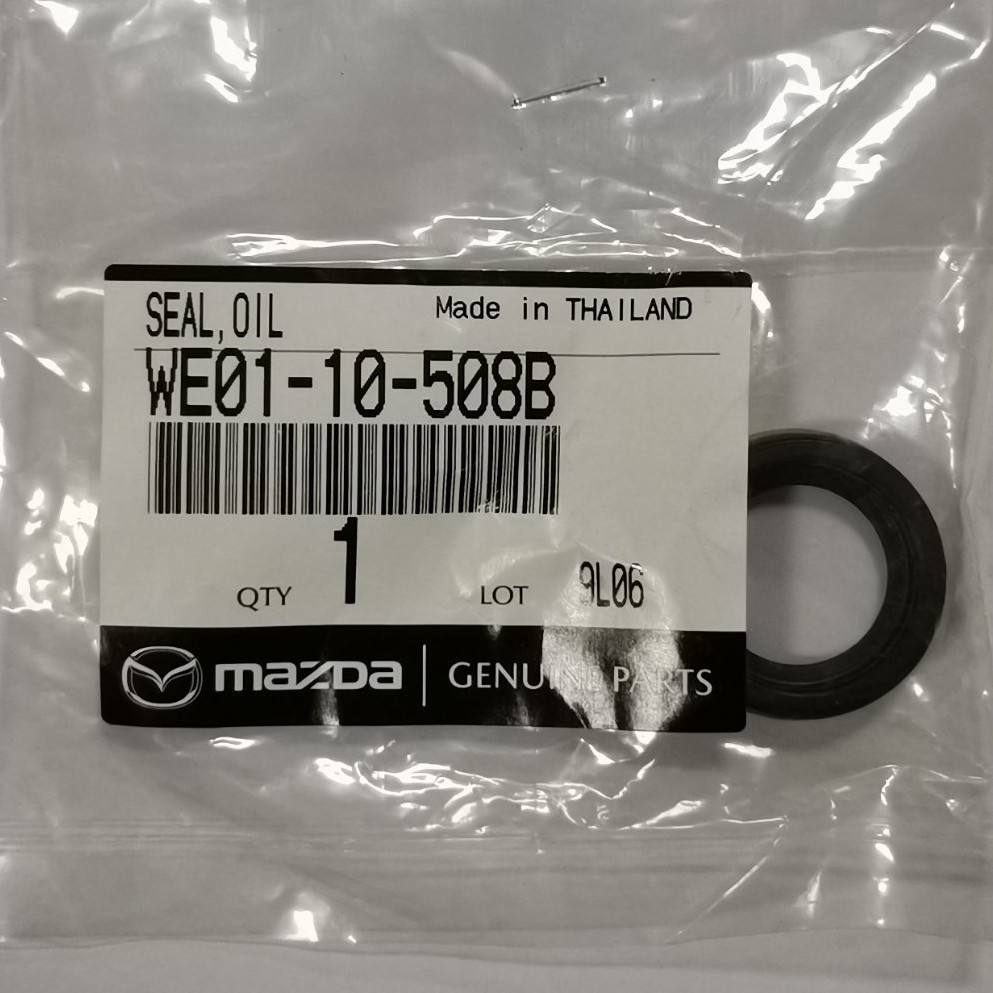 SEAL,OIL Made in THAILAND
WE01-10-508B
1
QTY LOT 9L06
mazda GENUINE PARTS